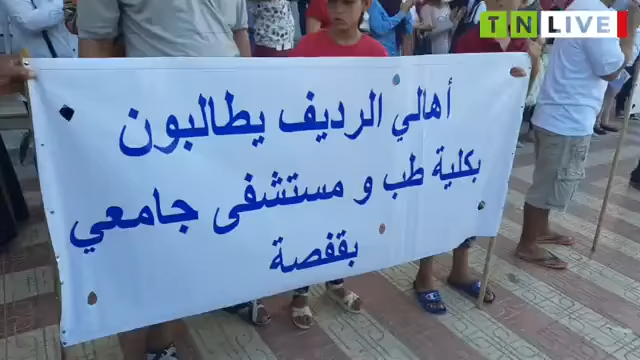 TN LIVE
أهالي الرديف يطالبون
بكلية طب و مستشفى جامعي
بقفصة